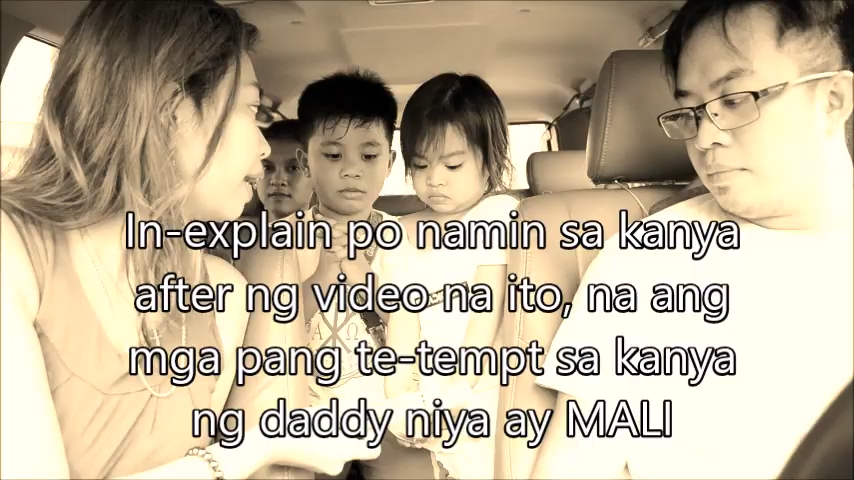 In-explain po namin sa kanya
after ng video na ito, na ang
mga pang te-tempt sa kanya
ng daddy niya ay MALI
Α Ω